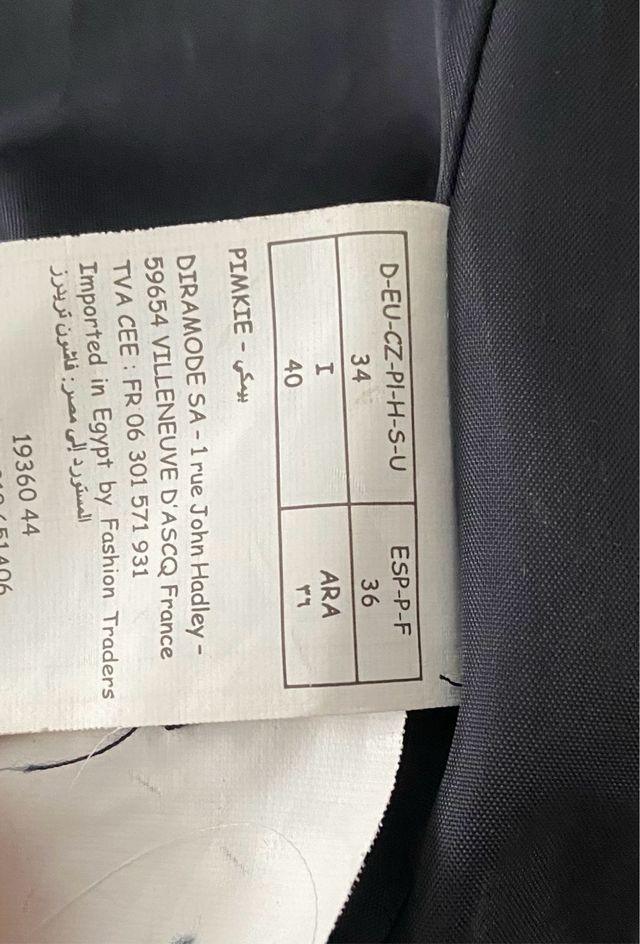 D-EU-CZ-PI-H-S-U ESP-P-F
34 36
I ARA
40 ٣٦
PIMKIE - بيمكي
DIRAMODE SA - 1 rue John Hadley -
59654 VILLENEUVE D'ASCQ France
TVA CEE : FR 06 301 571 931
Imported in Egypt by Fashion Traders
المستورد إلى مصر: فاشون تريدرز
19360 44